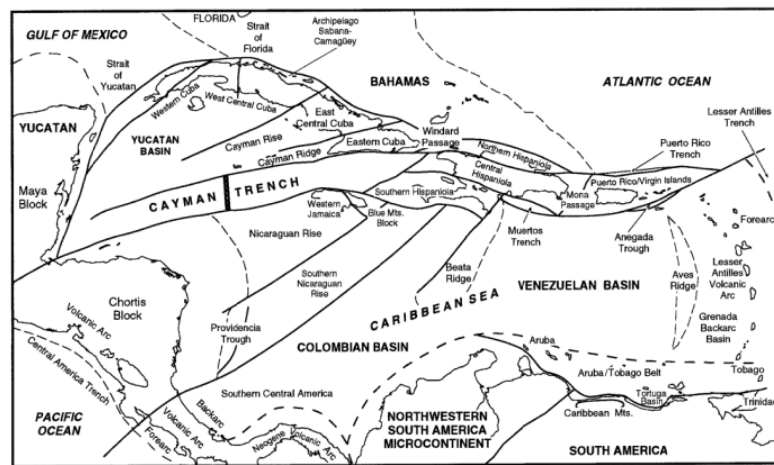 FLORIDA
GULF OF MEXICO
Strait
of
Florida
Archipelago
Sabana-
Camagüey
Strait
of
Yucatan
BAHAMAS
ATLANTIC OCEAN
Western Cuba
West Central Cuba
Lesser Antilles
Trench
YUCATAN
YUCATAN
BASIN
East
Central Cuba
Windward
Passage
Cayman Rise
Eastern Cuba
Northern Hispaniola
Puerto Rico
Trench
Cayman Ridge
Central
Hispaniola
Maya
Block
CAYMAN TRENCH
Southern Hispaniola
Puerto Rico/Virgin Islands
Mona
Passage
Western
Jamaica
Blue Mts.
Block
Forearc
Nicaraguan Rise
Muertos
Trench
Anegada
Trough
Southern
Nicaraguan
Rise
Beata
Ridge
VENEZUELAN BASIN
Aves
Ridge
Lesser
Antilles
Volcanic
Arc
Chortis
Block
CARIBBEAN SEA
Volcanic Arc
Providencia
Trough
Grenada
Backarc
Basin
COLOMBIAN BASIN
Aruba
Central America Trench
Aruba/Tobago Belt
Tobago
Southern Central America
Tortuga
Basin
Trinidad
PACIFIC
OCEAN
Forearc
Volcanic Arc
Backarc
Neogene Volcanic Arc
NORTHWESTERN
SOUTH AMERICA
MICROCONTINENT
Caribbean Mts.
SOUTH AMERICA